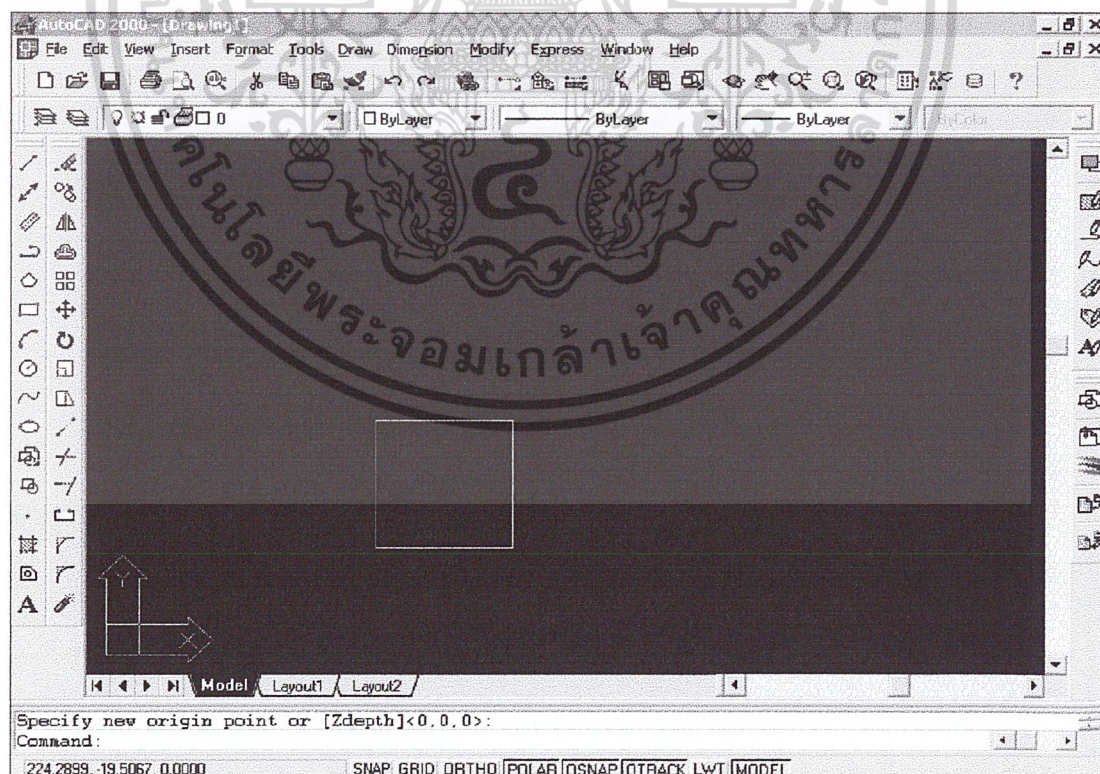 AutoCAD 2000 - [Drawing1]
File Edit View Insert Format Tools Draw Dimension Modify Express Window Help
0 ByLayer ByLayer ByLayer ByColor
คโนโลยีพระจอมเกล้าเจ้าคุณทหารล
A
Y
X
Model Layout1 Layout2
Specify new origin point or [Zdepth]<0,0,0>:
Command:
224.2899, -19.5067, 0.0000 SNAP GRID ORTHO POLAR OSNAP OTRACK LWT MODEL